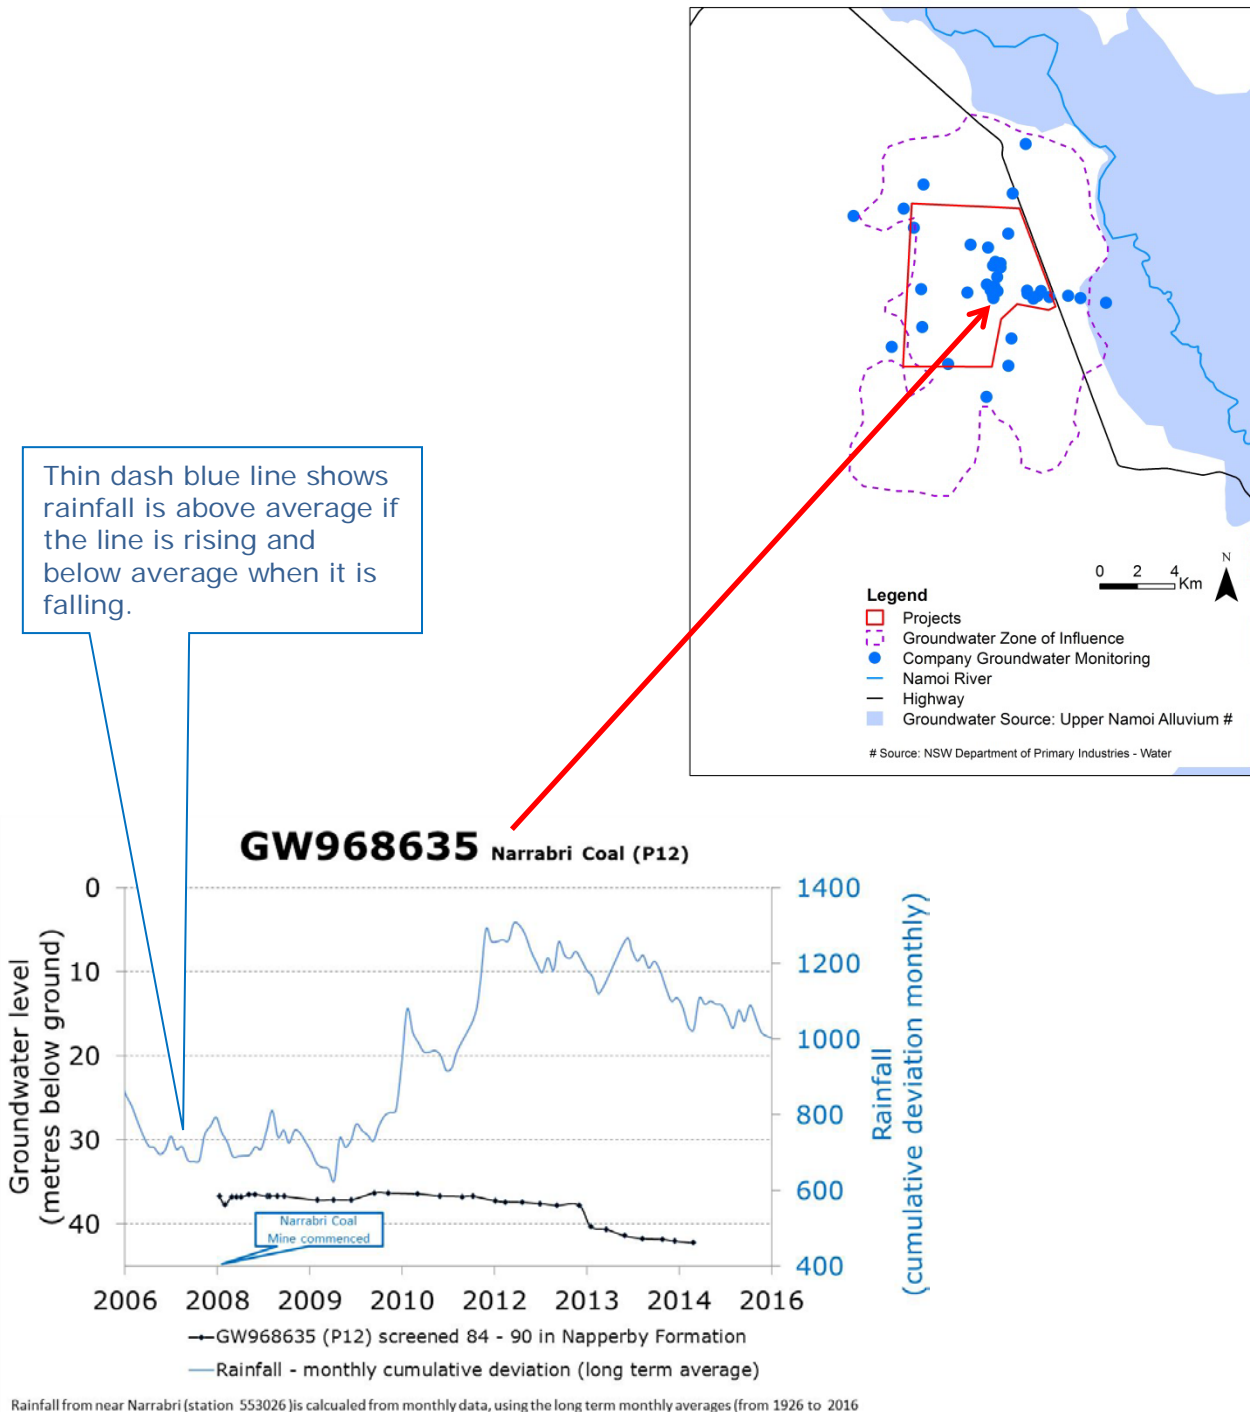 Thin dash blue line shows
rainfall is above average if
the line is rising and
below average when it is
falling.
N
0 2 4
Km
Legend
Projects
Groundwater Zone of Influence
Company Groundwater Monitoring
Namoi River
Highway
Groundwater Source: Upper Namoi Alluvium #
# Source: NSW Department of Primary Industries - Water
GW968635 Narrabri Coal (P12)
Groundwater level
(metres below ground)
0
10
20
30
40
1400
1200
1000
800
600
400
Rainfall
(cumulative deviation monthly)
Narrabri Coal
Mine commenced
2006 2008 2009 2010 2012 2013 2014 2016
GW968635 (P12) screened 84 - 90 in Napperby Formation
Rainfall - monthly cumulative deviation (long term average)
Rainfall from near Narrabri (station 553026 )is calcualed from monthly data, using the long term monthly averages (from 1926 to 2016